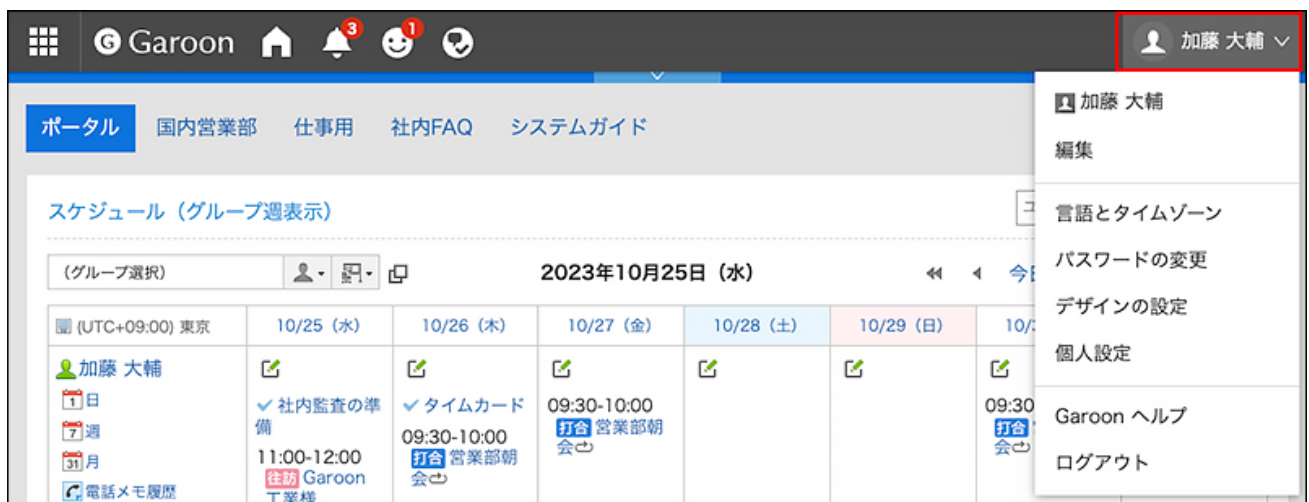 Garoon 3 1 加藤 大輔
加藤 大輔
編集
言語とタイムゾーン
パスワードの変更
デザインの設定
個人設定
Garoon ヘルプ
ログアウト
ポータル 国内営業部 仕事用 社内FAQ システムガイド
スケジュール（グループ週表示）
（グループ選択） 2023年10月25日（水）
(UTC+09:00) 東京 10/25（水） 10/26（木） 10/27（金） 10/28（土） 10/29（日）
加藤 大輔
1 日
7 週
31 月
電話メモ履歴
社内監査の準
備
11:00-12:00
往訪 Garoon
工業様
タイムカード
09:30-10:00
打合 営業部朝
会
09:30-10:00
打合 営業部朝
会
09:30
打合
会